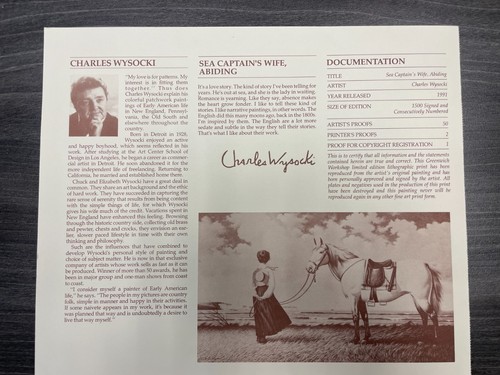 CHARLES WYSOCKI
"My love is for patterns. My
interest is in fitting them
together." Thus does
Charles Wysocki explain his
colorful patchwork paint-
ings of Early American life
in New England, Pennsyl-
vania, the Old South and
elsewhere throughout the
country.
Born in Detroit in 1928,
Wysocki enjoyed an active
and happy boyhood, which seems reflected in his
work. After studying at the Art Center School of
Design in Los Angeles, he began a career as commer-
cial artist in Detroit. He soon abandoned it for the
more independent life of freelancing. Returning to
California, he married and established home there.
Chuck and Elizabeth Wysocki have a great deal in
common. They share an art background and the ethic
of hard work. They have succeeded in capturing the
rare sense of serenity that results from being content
with the simple things of life, for which Wysocki
gives his wife much of the credit. Vacations spent in
New England have enhanced this feeling. Browsing
through the historic country side, collecting old brass
and pewter, chests and crocks, they envision an ear-
lier, slower paced lifestyle in time with their own
thinking and philosophy.
Such are the influences that have combined to
develop Wysocki's personal style of painting and
choice of subject matter. He is now in that exclusive
company of artists whose work sells as fast as it can
be produced. Winner of more than 50 awards, he has
been in major group and one-man shows from coast
to coast.
"I consider myself a painter of Early American
life," he says. "The people in my pictures are country
folk, simple in manner and happy in their activities.
If some naivete appears in my work, it's because it
was planned that way and is undoubtedly a desire to
live that way myself."
SEA CAPTAIN'S WIFE,
ABIDING
It's a love story. The kind of story I've been telling for
years. He's out at sea, and she is the lady in waiting.
Romance is yearning. Like they say, absence makes
the heart grow fonder. I like to tell these kind of
stories. I like narrative paintings, in other words. The
English did this many moons ago, back in the 1800s.
I'm inspired by them. The English are a lot more
sedate and subtle in the way they tell their stories.
That's what I like about their work.
Charles Wysocki
DOCUMENTATION
TITLE Sea Captain's Wife, Abiding
ARTIST Charles Wysocki
YEAR RELEASED 1991
SIZE OF EDITION 1500 Signed and
Consecutively Numbered
ARTIST'S PROOFS 50
PRINTER'S PROOFS 2
PROOF FOR COPYRIGHT REGISTRATION 1
This is to certify that all information and the statements
contained herein are true and correct. This Greenwich
Workshop limited edition lithographic print has been
reproduced from the artist's original painting and has
been personally approved and signed by the artist. All
plates and negatives used in the production of this print
have been destroyed and this painting never will be
reproduced again in any other fine art print form.